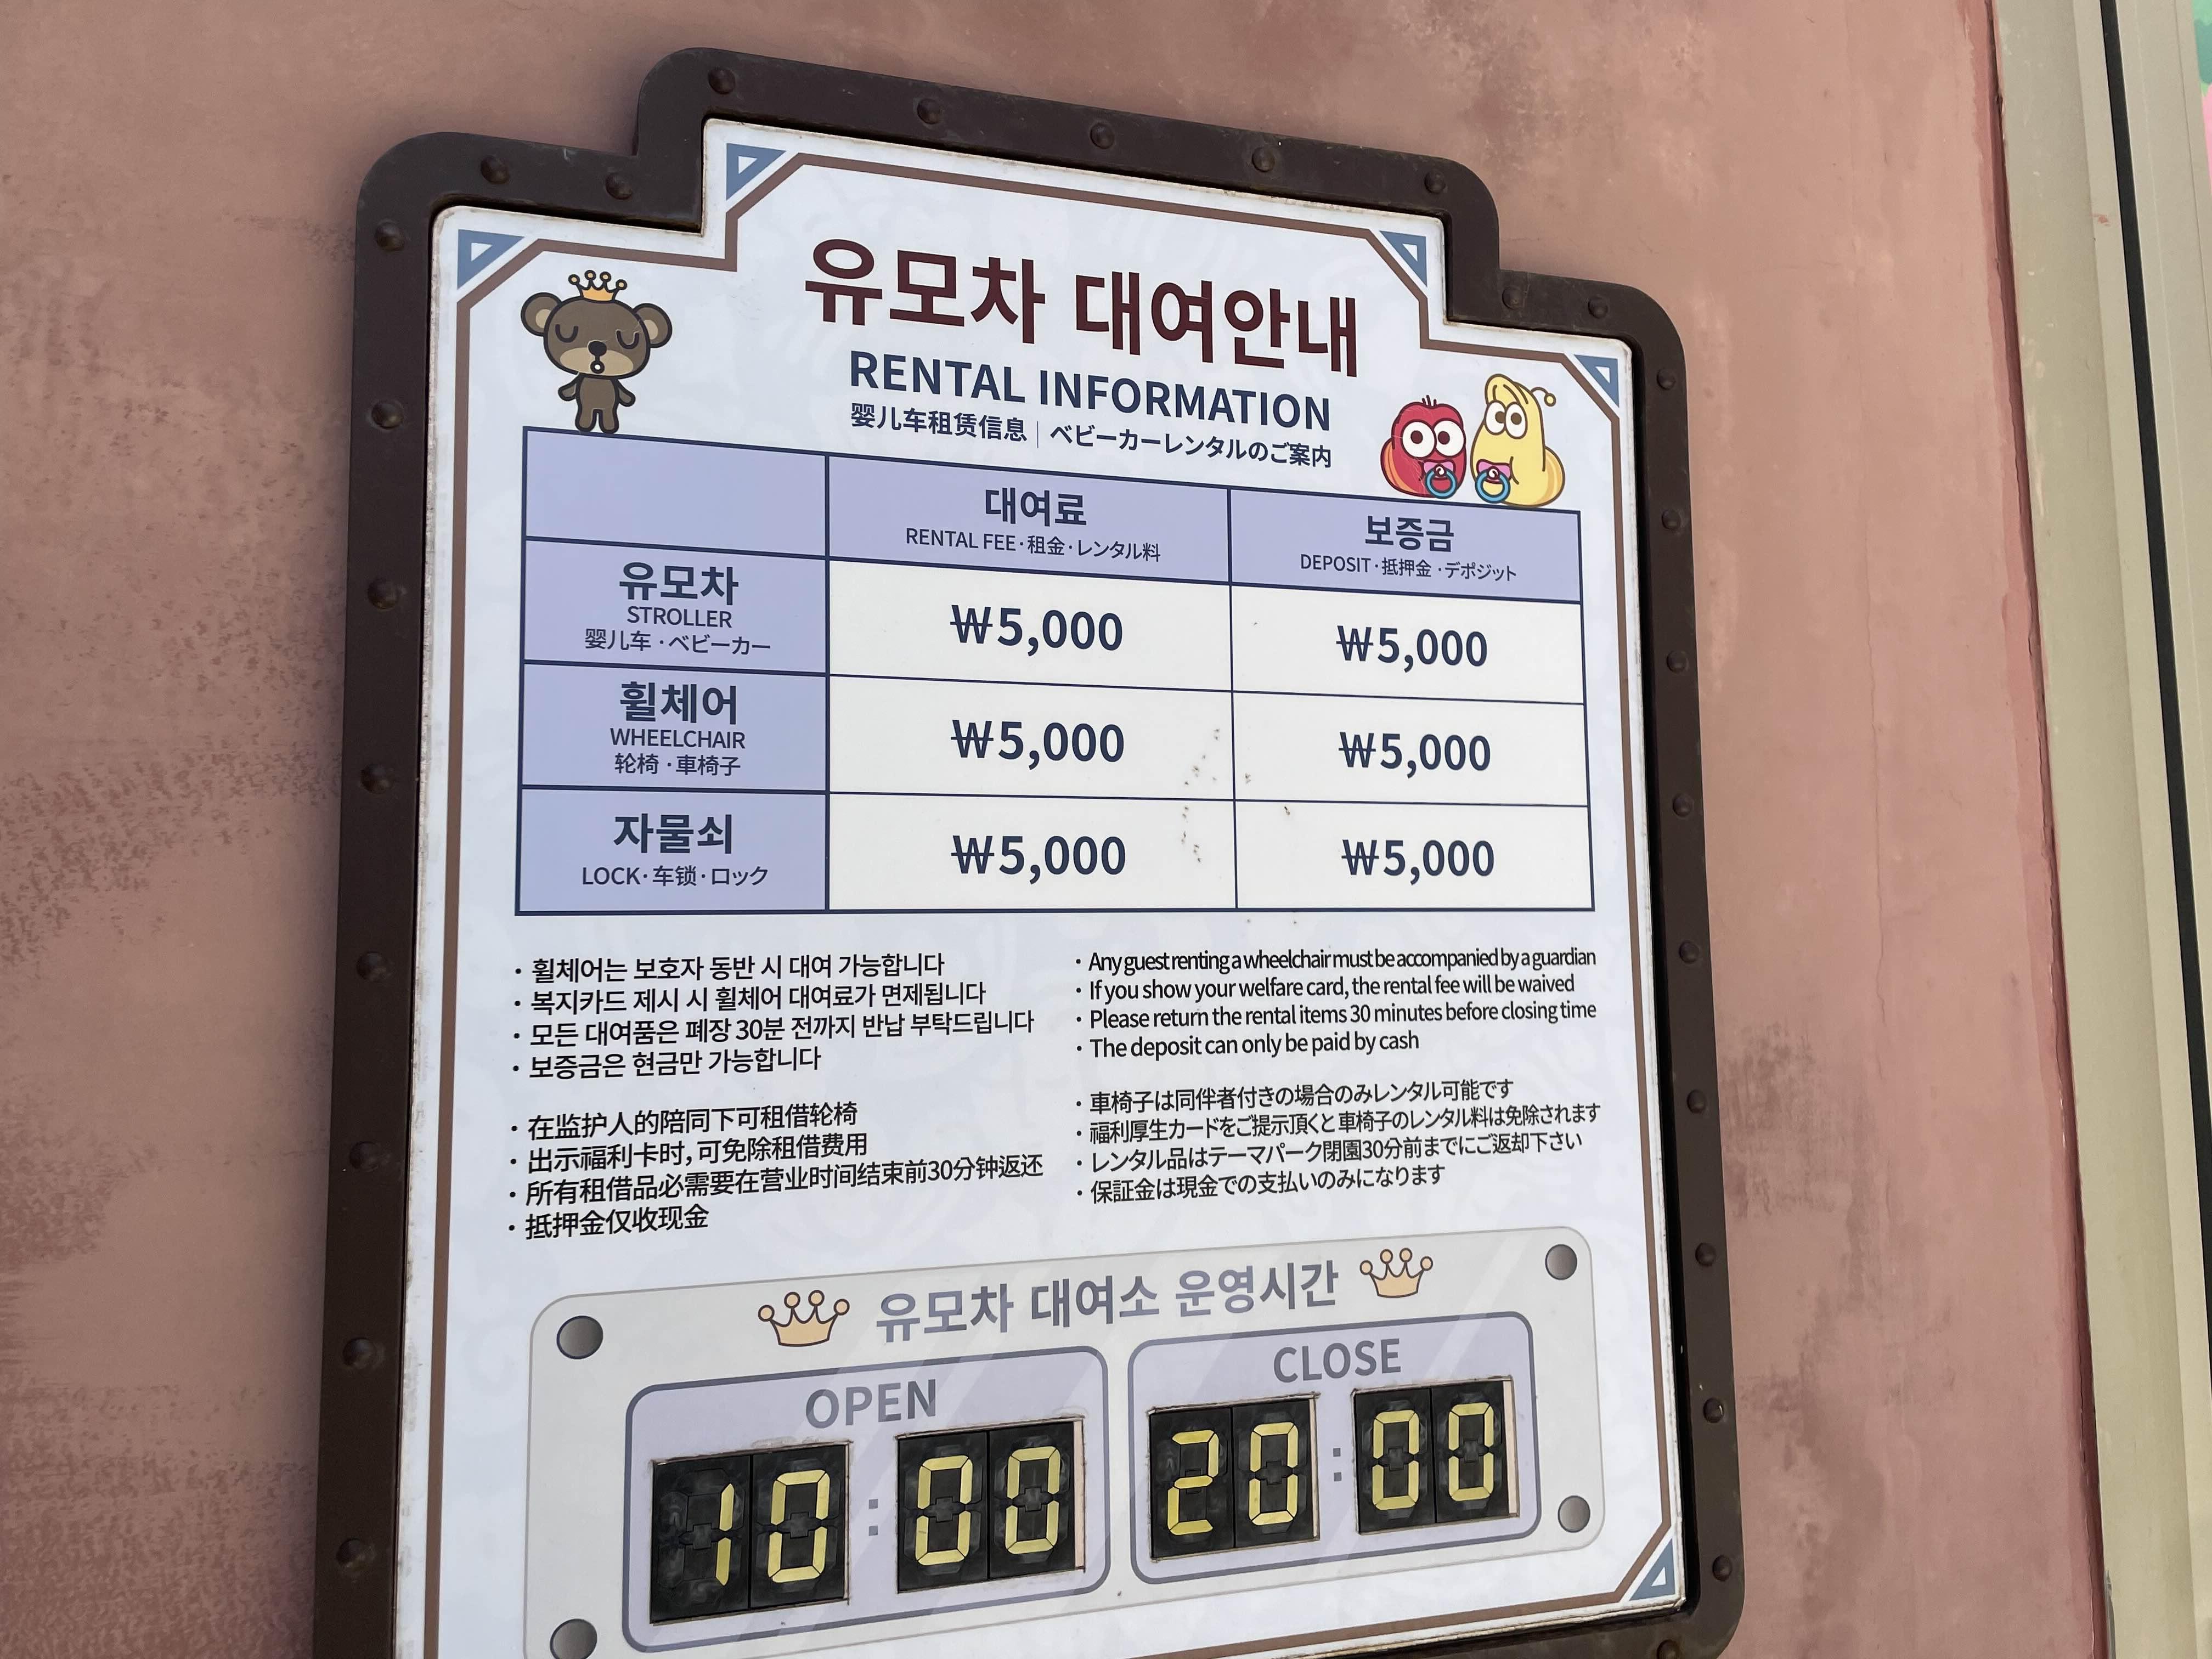 유모차 대여안내
RENTAL INFORMATION
婴儿车租赁信息 | ベビーカーレンタルのご案内
대여료
RENTAL FEE·租金·レンタル料
보증금
DEPOSIT·抵押金·デポジット
유모차
STROLLER
婴儿车·ベビーカー
₩5,000
₩5,000
휠체어
WHEELCHAIR
轮椅·車椅子
₩5,000
₩5,000
자물쇠
LOCK·车锁·ロック
₩5,000
₩5,000
· 휠체어는 보호자 동반 시 대여 가능합니다
· 복지카드 제시 시 휠체어 대여료가 면제됩니다
· 모든 대여품은 폐장 30분 전까지 반납 부탁드립니다
· 보증금은 현금만 가능합니다
· Any guest renting a wheelchair must be accompanied by a guardian
· If you show your welfare card, the rental fee will be waived
· Please return the rental items 30 minutes before closing time
· The deposit can only be paid by cash
· 在监护人的陪同下可租借轮椅
· 出示福利卡时,可免除租借费用
· 所有租借品必需要在营业时间结束前30分钟返还
· 抵押金仅收现金
· 車椅子は同伴者付きの場合のみレンタル可能です
· 福利厚生カードをご提示頂くと車椅子のレンタル料は免除されます
· レンタル品はテーマパーク閉園30分前までにご返却下さい
· 保証金は現金での支払いのみになります
유모차 대여소 운영시간
OPEN
10:00
CLOSE
20:00